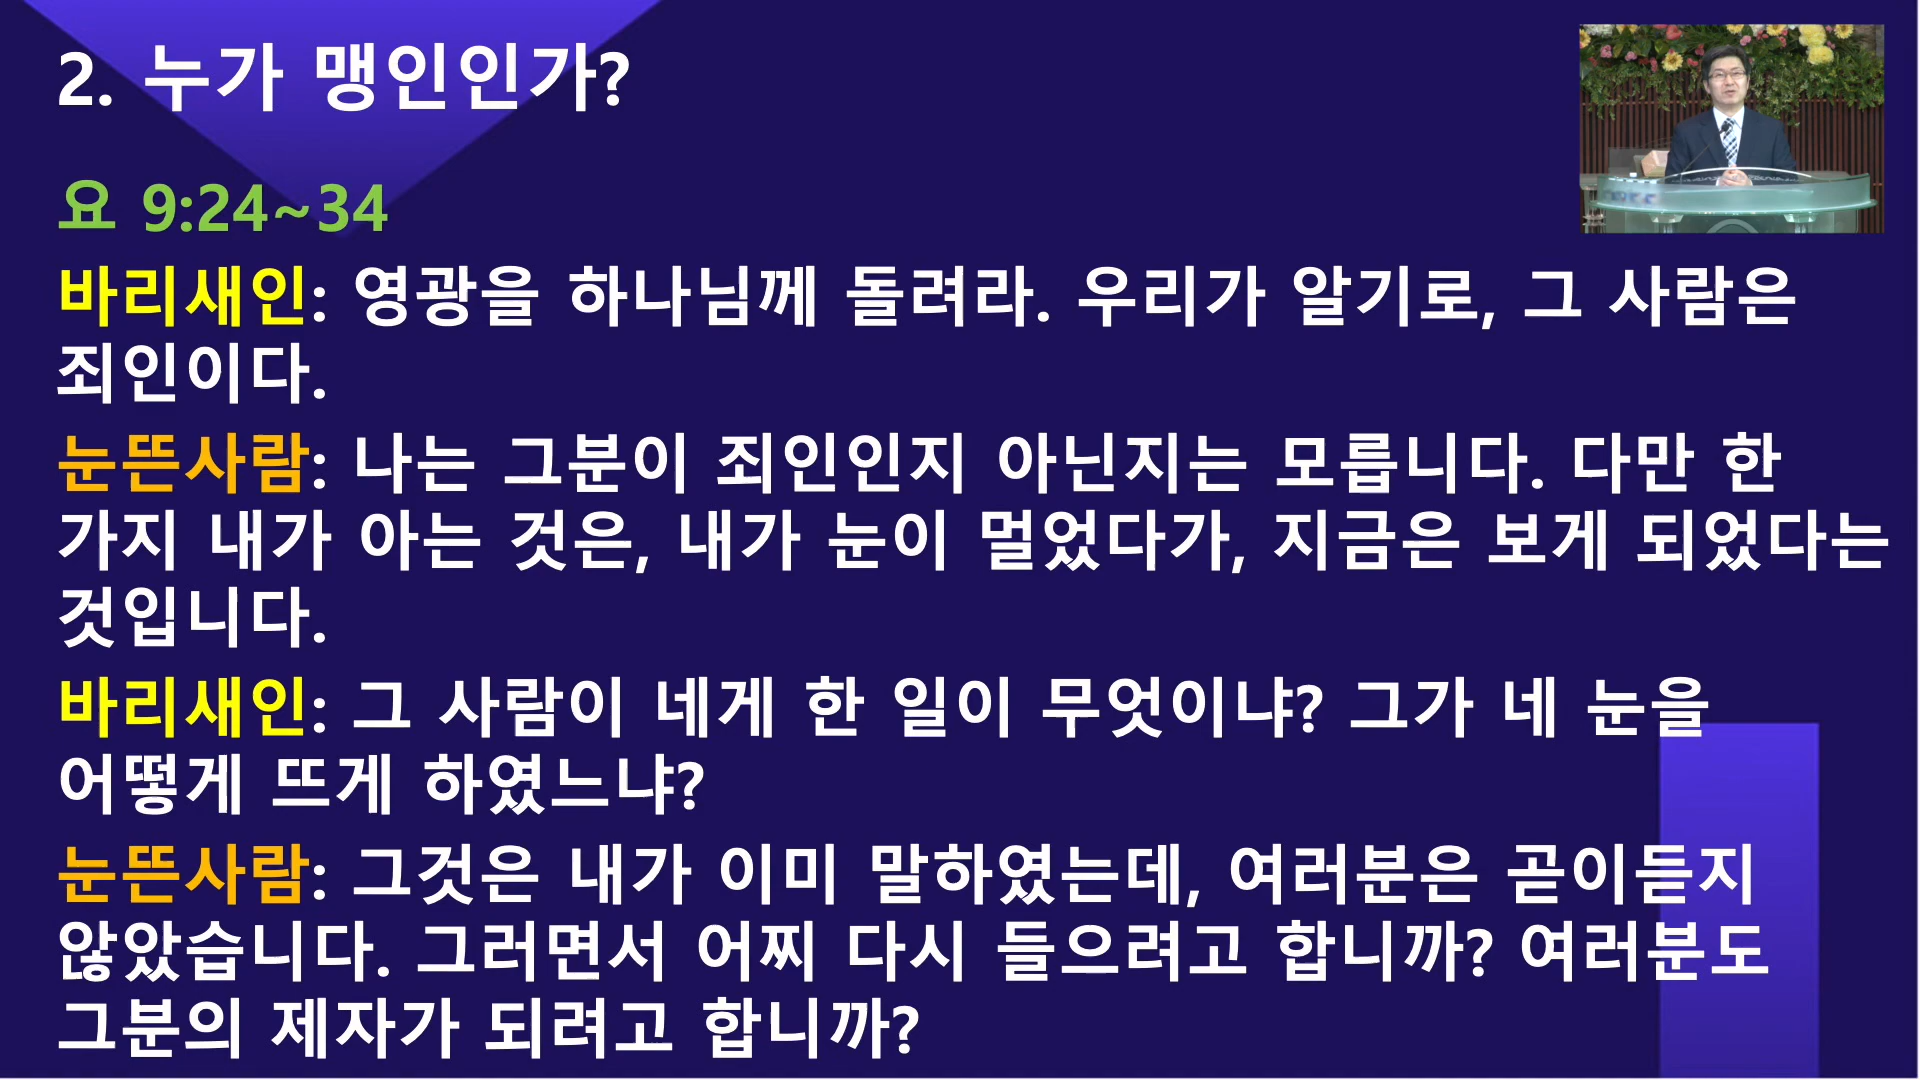 2. 누가 맹인인가?
요 9:24~34
바리새인: 영광을 하나님께 돌려라. 우리가 알기로, 그 사람은
죄인이다.
눈뜬사람: 나는 그분이 죄인인지 아닌지는 모릅니다. 다만 한
가지 내가 아는 것은, 내가 눈이 멀었다가, 지금은 보게 되었다는
것입니다.
바리새인: 그 사람이 네게 한 일이 무엇이냐? 그가 네 눈을
어떻게 뜨게 하였느냐?
눈뜬사람: 그것은 내가 이미 말하였는데, 여러분은 곧이듣지
않았습니다. 그러면서 어찌 다시 들으려고 합니까? 여러분도
그분의 제자가 되려고 합니까?